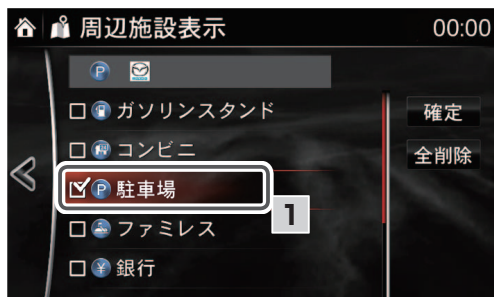 周辺施設表示 00:00
P
ガソリンスタンド 確定
コンビニ 全削除
P 駐車場
1
ファミレス
¥ 銀行